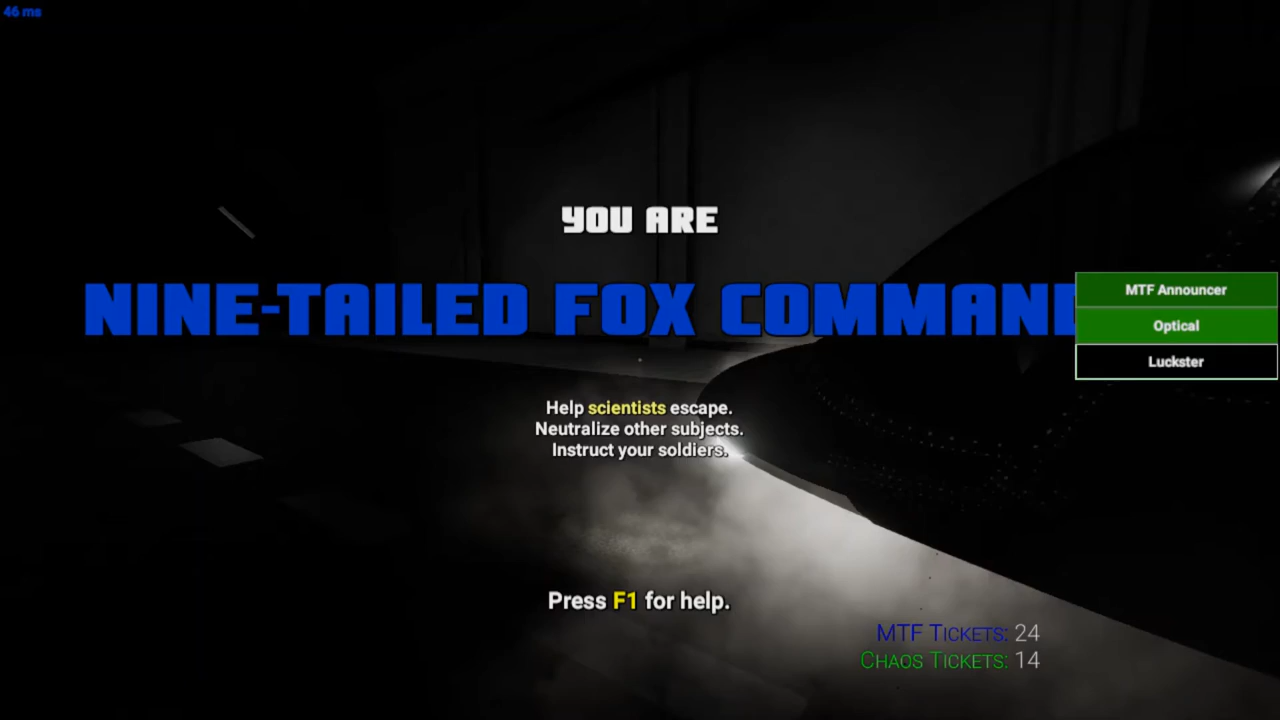 46 ms
YOU ARE
NINE-TAILED FOX COMMAND
MTF Announcer
Optical
Luckster
Help scientists escape.
Neutralize other subjects.
Instruct your soldiers.
Press F1 for help.
MTF TICKETS: 24
CHAOS TICKETS: 14